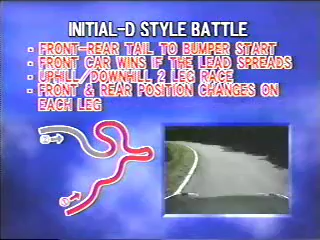 INITIAL-D STYLE BATTLE
- FRONT-REAR TAIL TO BUMPER START
- FRONT CAR WINS IF THE LEAD SPREADS
- UPHILL/DOWNHILL 2 LEG RACE
- FRONT & REAR POSITION CHANGES ON
EACH LEG